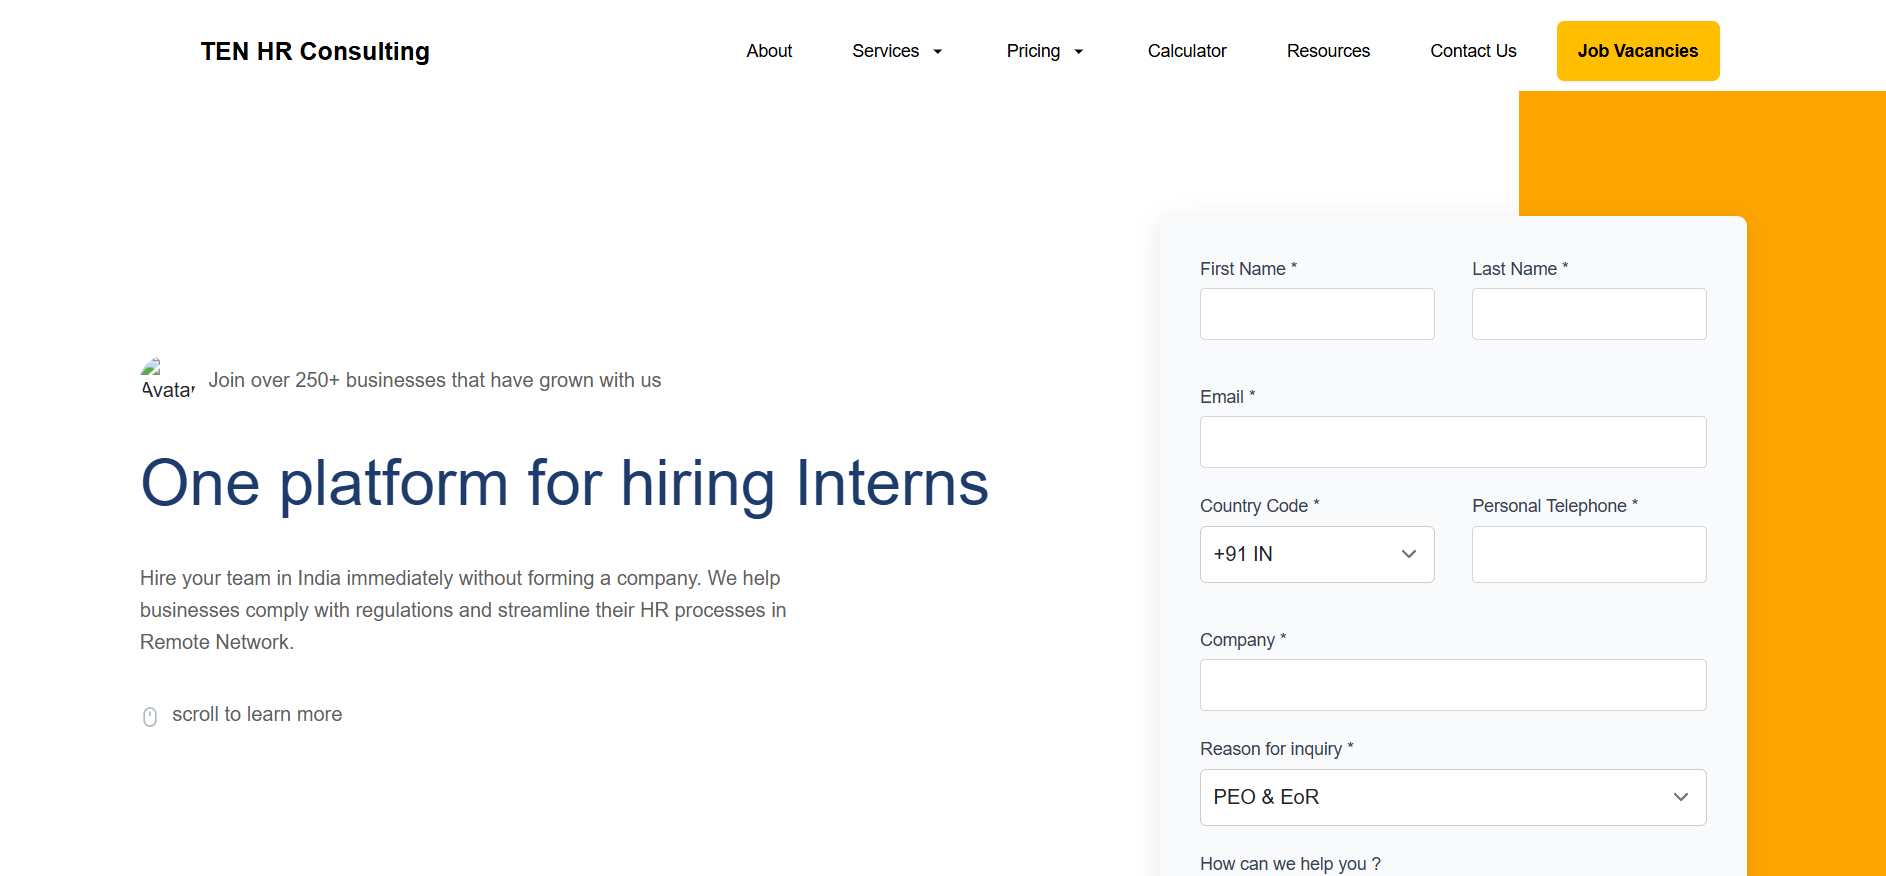 TEN HR Consulting
About
Services
Pricing
Calculator
Resources
Contact Us
Job Vacancies
Avatar
Join over 250+ businesses that have grown with us
One platform for hiring Interns
Hire your team in India immediately without forming a company. We help
businesses comply with regulations and streamline their HR processes in
Remote Network.
scroll to learn more
First Name *
Last Name *
Email *
Country Code *
Personal Telephone *
+91 IN
Company *
Reason for inquiry *
PEO & EoR
How can we help you ?